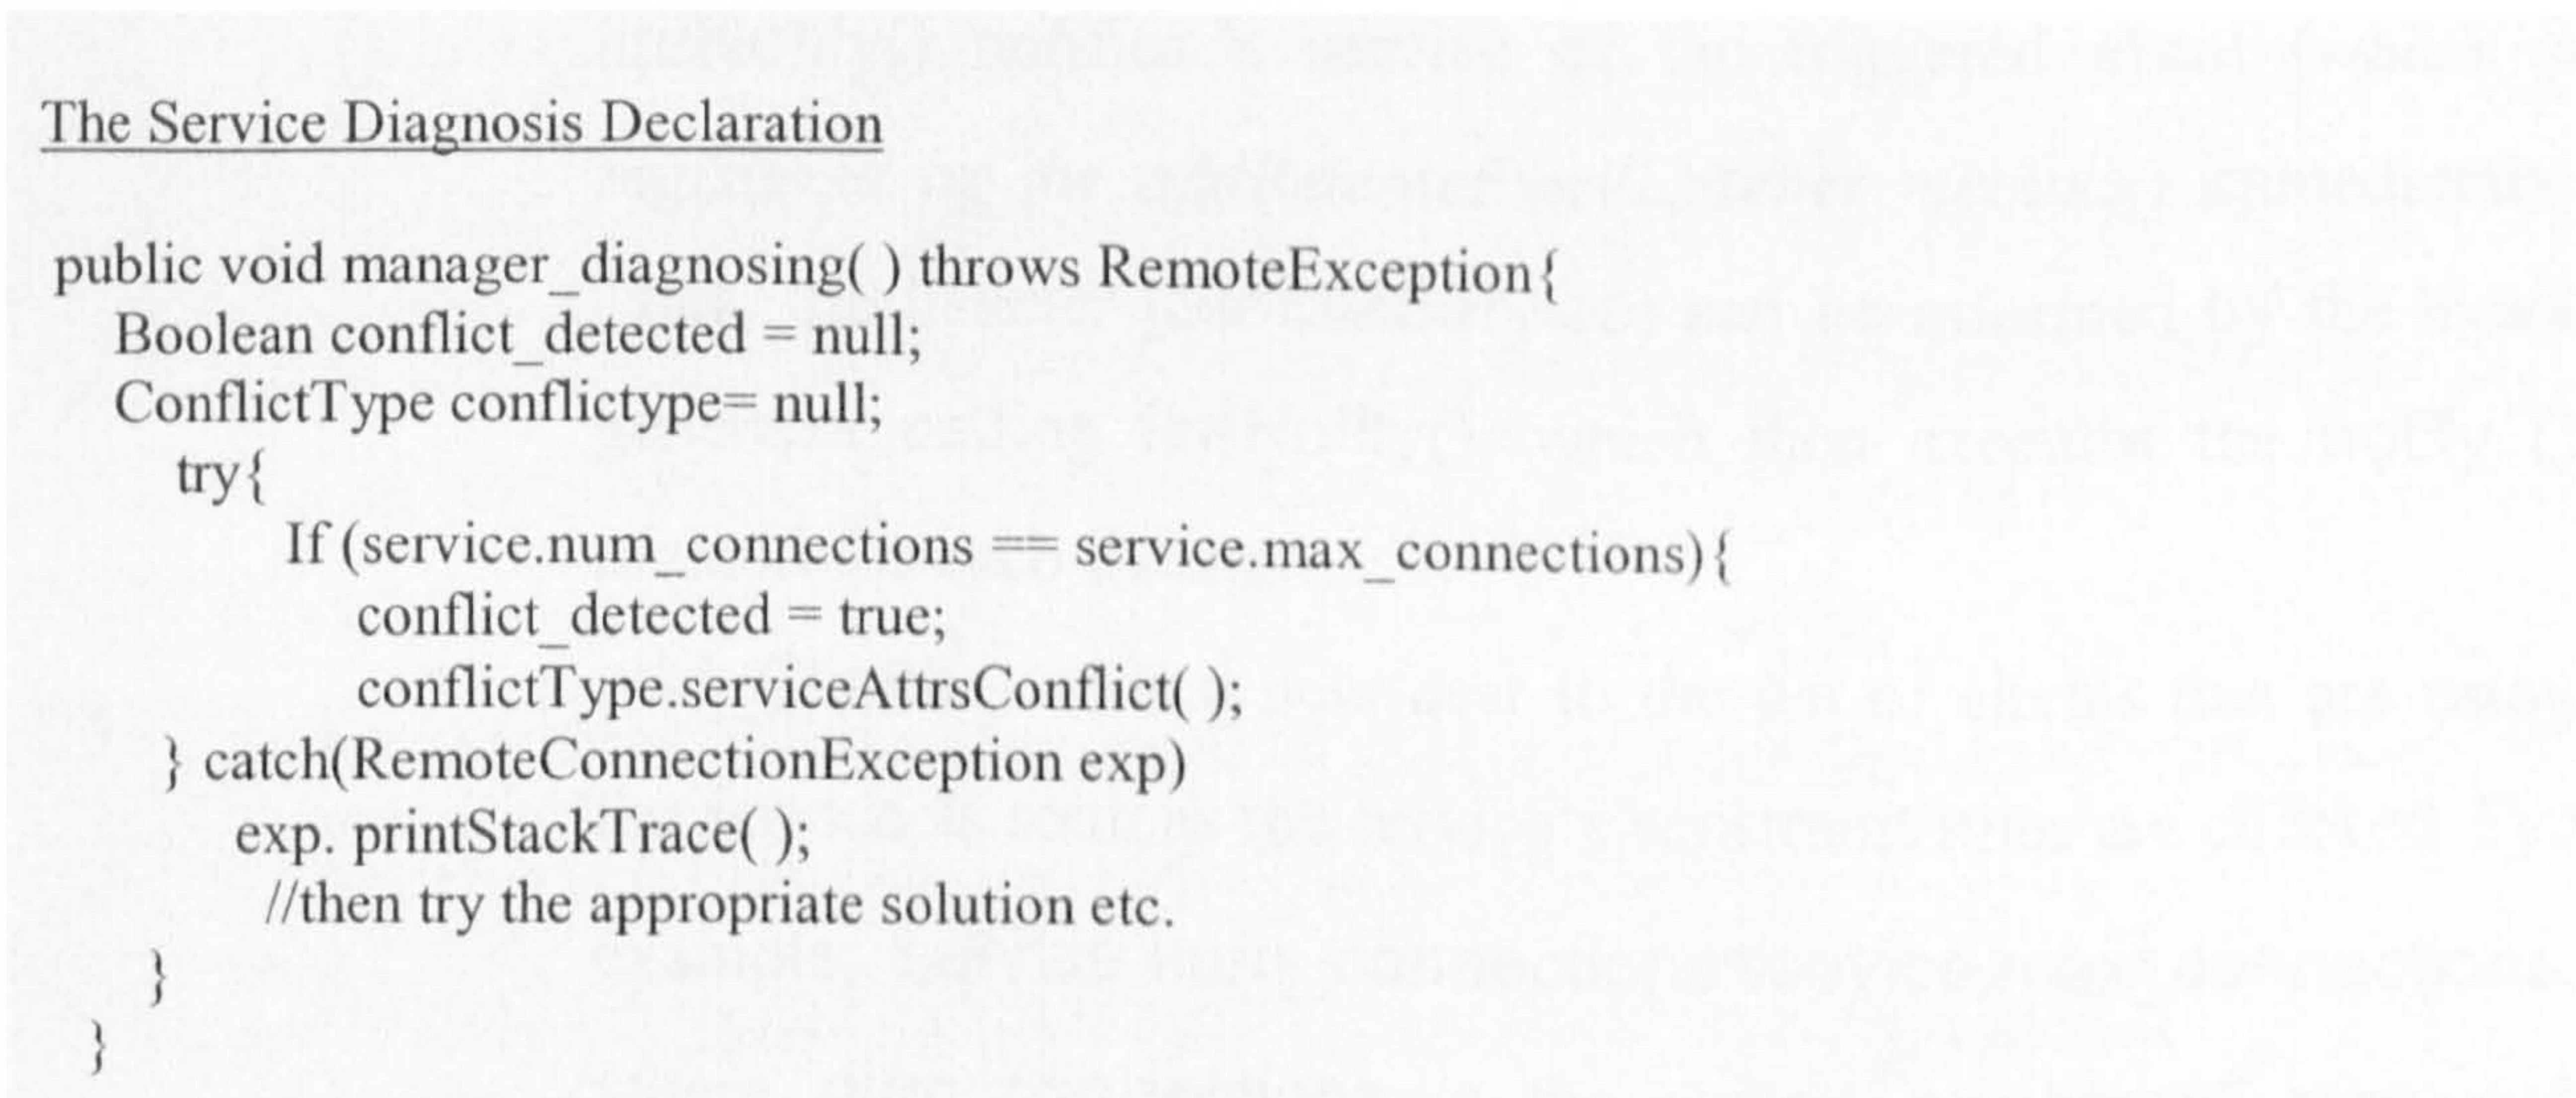 The Service Diagnosis Declaration
public void manager_diagnosing( ) throws RemoteException{
Boolean conflict_detected = null;
ConflictType conflictype= null;
try{
If (service.num_connections == service.max_connections){
conflict_detected = true;
conflictType.serviceAttrsConflict( );
} catch(RemoteConnectionException exp)
exp. printStackTrace( );
//then try the appropriate solution etc.
}
}